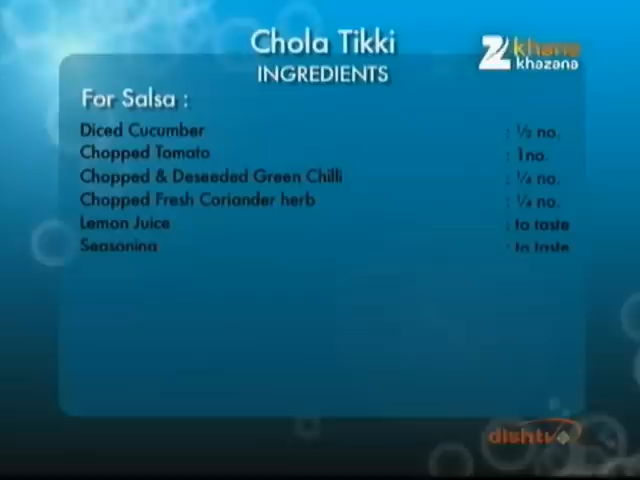 Chola Tikki
INGREDIENTS
Z khana khazana
For Salsa :
Diced Cucumber : ½ no.
Chopped Tomato : 1no.
Chopped & Deseeded Green Chilli : ¼ no.
Chopped Fresh Coriander herb : ¼ no.
Lemon Juice : to taste
Seasoning : to taste
dishtv